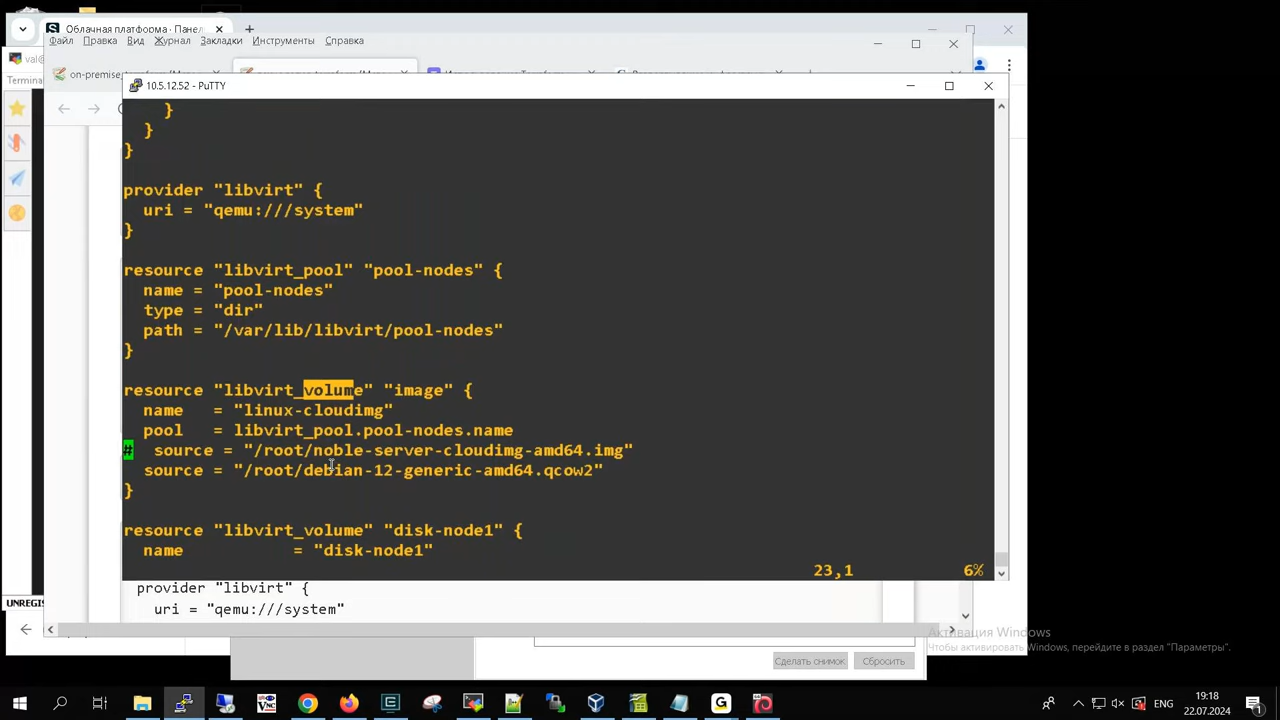 Облачная платформа · Панел
Файл Правка Вид Журнал Закладки Инструменты Справка
val@
Terminal
10.5.12.52 - PuTTY
}
}
}
provider "libvirt" {
uri = "qemu:///system"
}
resource "libvirt_pool" "pool-nodes" {
name = "pool-nodes"
type = "dir"
path = "/var/lib/libvirt/pool-nodes"
}
resource "libvirt_volume" "image" {
name = "linux-cloudimg"
pool = libvirt_pool.pool-nodes.name
# source = "/root/noble-server-cloudimg-amd64.img"
source = "/root/debian-12-generic-amd64.qcow2"
}
resource "libvirt_volume" "disk-node1" {
name = "disk-node1"
23,1 6%
provider "libvirt" {
uri = "qemu:///system"
UNREGIS
Активация Windows
Чтобы активировать Windows, перейдите в раздел "Параметры".
Сделать снимок Сбросить
ENG
19:18
22.07.2024
1